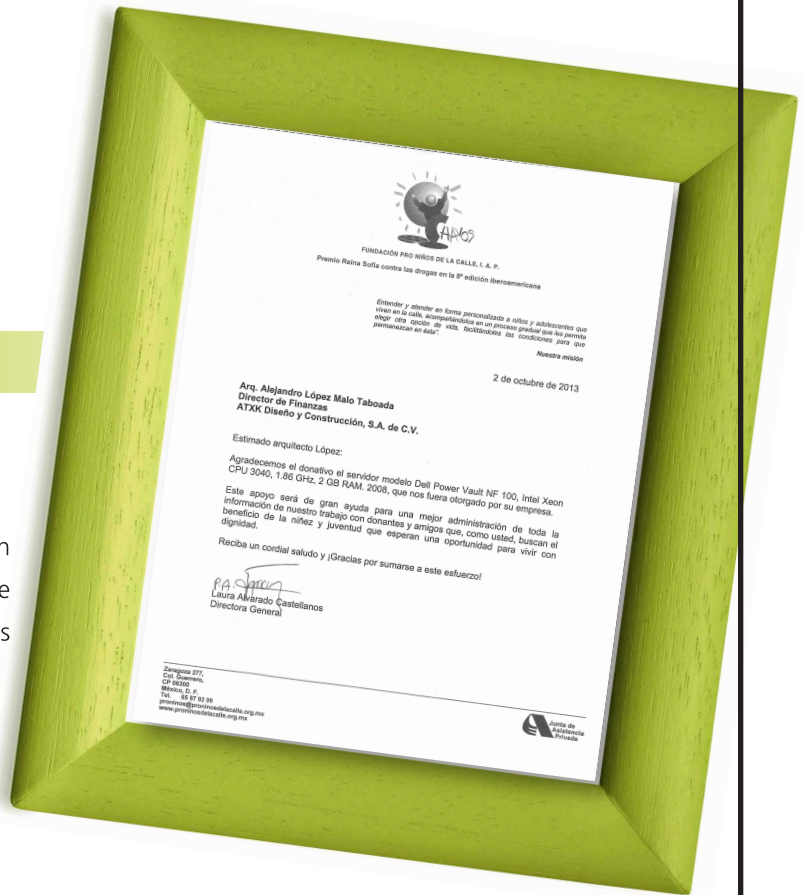 CHAVOS
FUNDACIÓN PRO NIÑOS DE LA CALLE, I. A. P.
Premio Reina Sofía contra las drogas en la 8ª edición Iberoamericana
Entender y atender en forma personalizada a niños y adolescentes que
viven en la calle, acompañándolos en un proceso gradual que les permita
elegir otra opción de vida, facilitándoles las condiciones para que
permanezcan en ésta".
Nuestra misión
2 de octubre de 2013
Arq. Alejandro López Malo Taboada
Director de Finanzas
ATXK Diseño y Construcción, S.A. de C.V.
Estimado arquitecto López:
Agradecemos el donativo el servidor modelo Dell Power Vault NF 100, Intel Xeon
CPU 3040, 1.86 GHz, 2 GB RAM. 2008, que nos fuera otorgado por su empresa.
Este apoyo será de gran ayuda para una mejor administración de toda la
información de nuestro trabajo con donantes y amigos que, como usted, buscan el
beneficio de la niñez y juventud que esperan una oportunidad para vivir con
dignidad.
Reciba un cordial saludo y ¡Gracias por sumarse a este esfuerzo!
P.A.
Laura Alvarado Castellanos
Directora General
Zaragoza 277,
Col. Guerrero,
CP 06300
México, D. F.
Tel. 55 97 92 99
proninos@proninosdelacalle.org.mx
www.proninosdelacalle.org.mx
Junta de
Asistencia
Privada